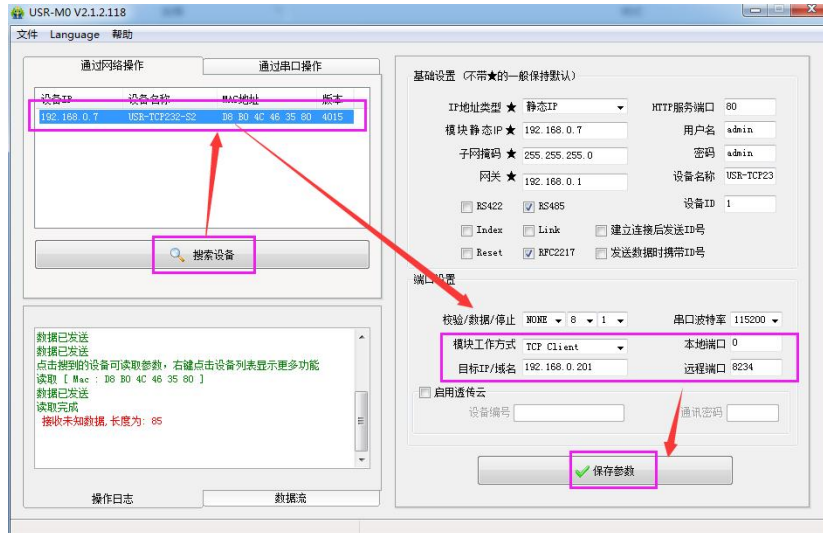 USR-M0 V2.1.2.118
文件 Language 帮助
通过网络操作 通过串口操作
设备IP 设备名称 MAC地址 版本
192.168.0.7 USR-TCP232-S2 D8 B0 4C 46 35 80 4015
搜索设备
数据已发送
数据已发送
点击搜到的设备可读取参数，右键点击设备列表显示更多功能
读取 [ Mac : D8 B0 4C 46 35 80 ]
数据已发送
读取完成
接收未知数据,长度为: 85
操作日志 数据流
基础设置 (不带★的一般保持默认)
IP地址类型 ★ 静态IP HTTP服务端口 80
模块静态IP ★ 192.168.0.7 用户名 admin
子网掩码 ★ 255.255.255.0 密码 admin
网关 ★ 192.168.0.1 设备名称 USR-TCP23
RS422 RS485 设备ID 1
Index Link 建立连接后发送ID号
Reset RFC2217 发送数据时携带ID号
端口设置
校验/数据/停止 NONE 8 1 串口波特率 115200
模块工作方式 TCP Client 本地端口 0
目标IP/域名 192.168.0.201 远程端口 8234
启用透传云
设备编号 通讯密码
保存参数